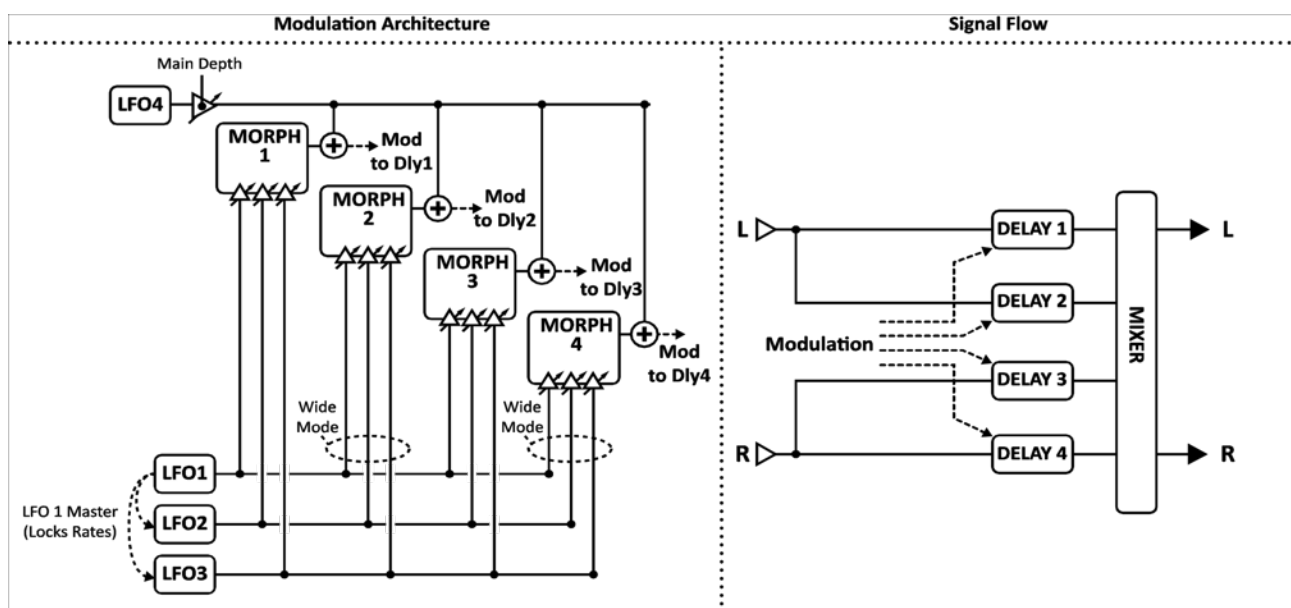 Modulation Architecture
Signal Flow
Main Depth
LFO4
MORPH
1
Mod
to Dly1
MORPH
2
Mod
to Dly2
MORPH
3
Mod
to Dly3
MORPH
4
Mod
to Dly4
Wide
Mode
Wide
Mode
LFO1
LFO 1 Master
(Locks Rates)
LFO2
LFO3
L
DELAY 1
L
DELAY 2
Modulation
MIXER
DELAY 3
R
DELAY 4
R